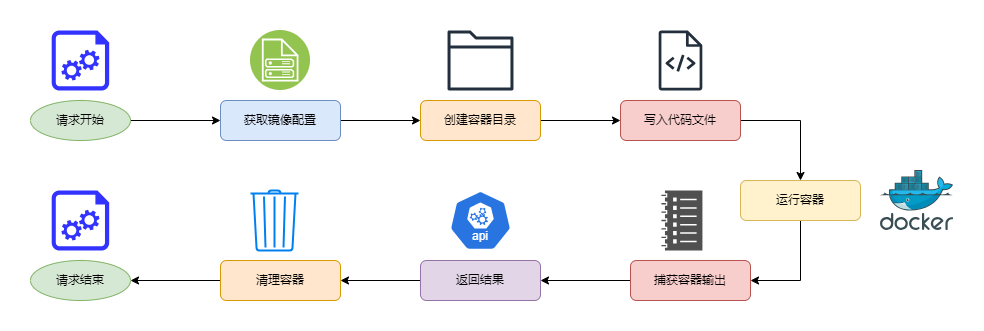 请求开始
获取镜像配置
创建容器目录
写入代码文件
运行容器
docker
捕获容器输出
api
返回结果
清理容器
请求结束